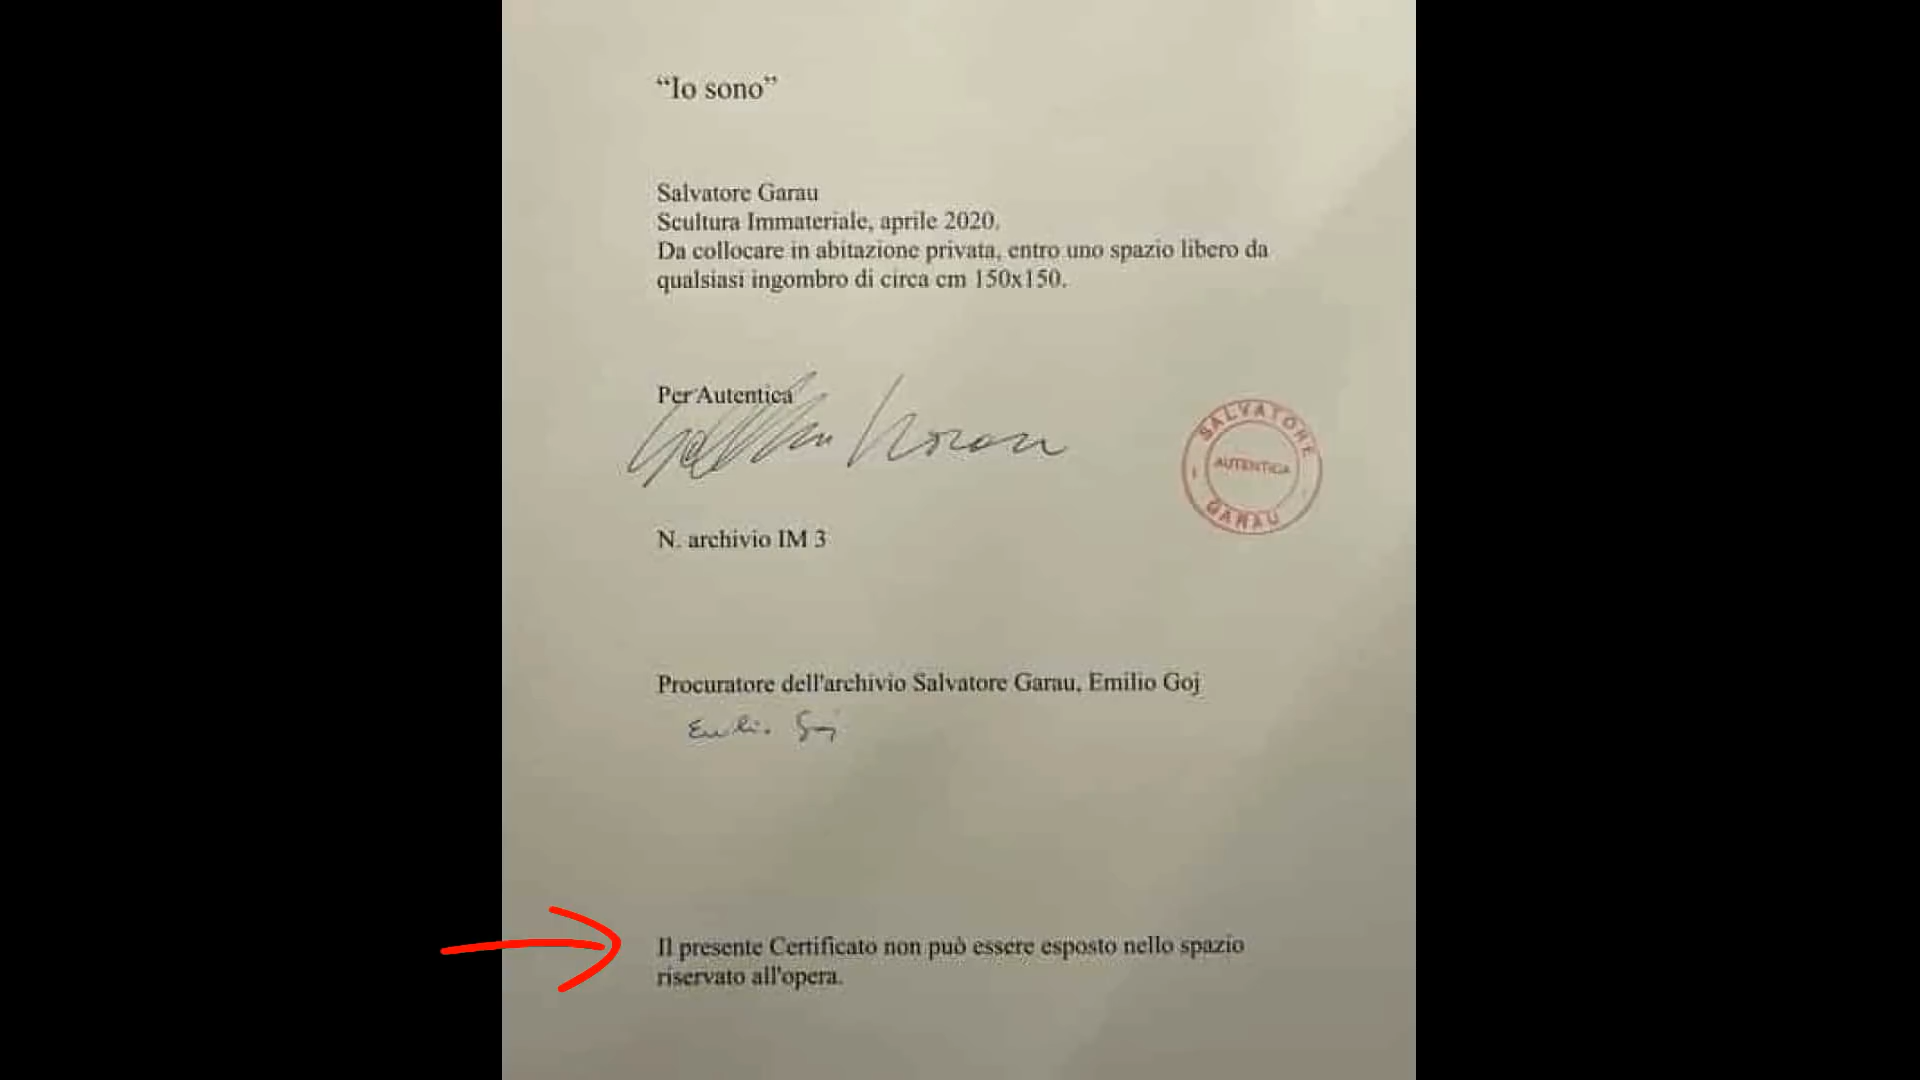 “Io sono”
Salvatore Garau
Scultura Immateriale, aprile 2020.
Da collocare in abitazione privata, entro uno spazio libero da
qualsiasi ingombro di circa cm 150x150.
Per Autentica
SALVATORE
AUTENTICA
GARAU
N. archivio IM 3
Procuratore dell'archivio Salvatore Garau, Emilio Goj
Emilio Goj
Il presente Certificato non può essere esposto nello spazio
riservato all'opera.